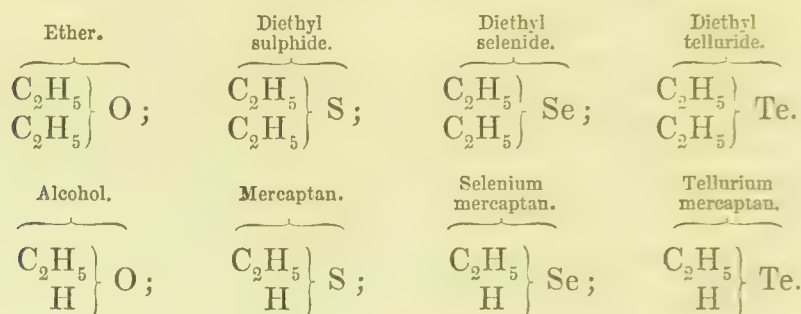 Ether. Diethyl sulphide. Diethyl selenide. Diethyl telluride.
C₂H₅ C₂H₅ } O ; C₂H₅ C₂H₅ } S ; C₂H₅ C₂H₅ } Se ; C₂H₅ C₂H₅ } Te.
Alcohol. Mercaptan. Selenium mercaptan. Tellurium mercaptan.
C₂H₅ H } O ; C₂H₅ H } S ; C₂H₅ H } Se ; C₂H₅ H } Te.